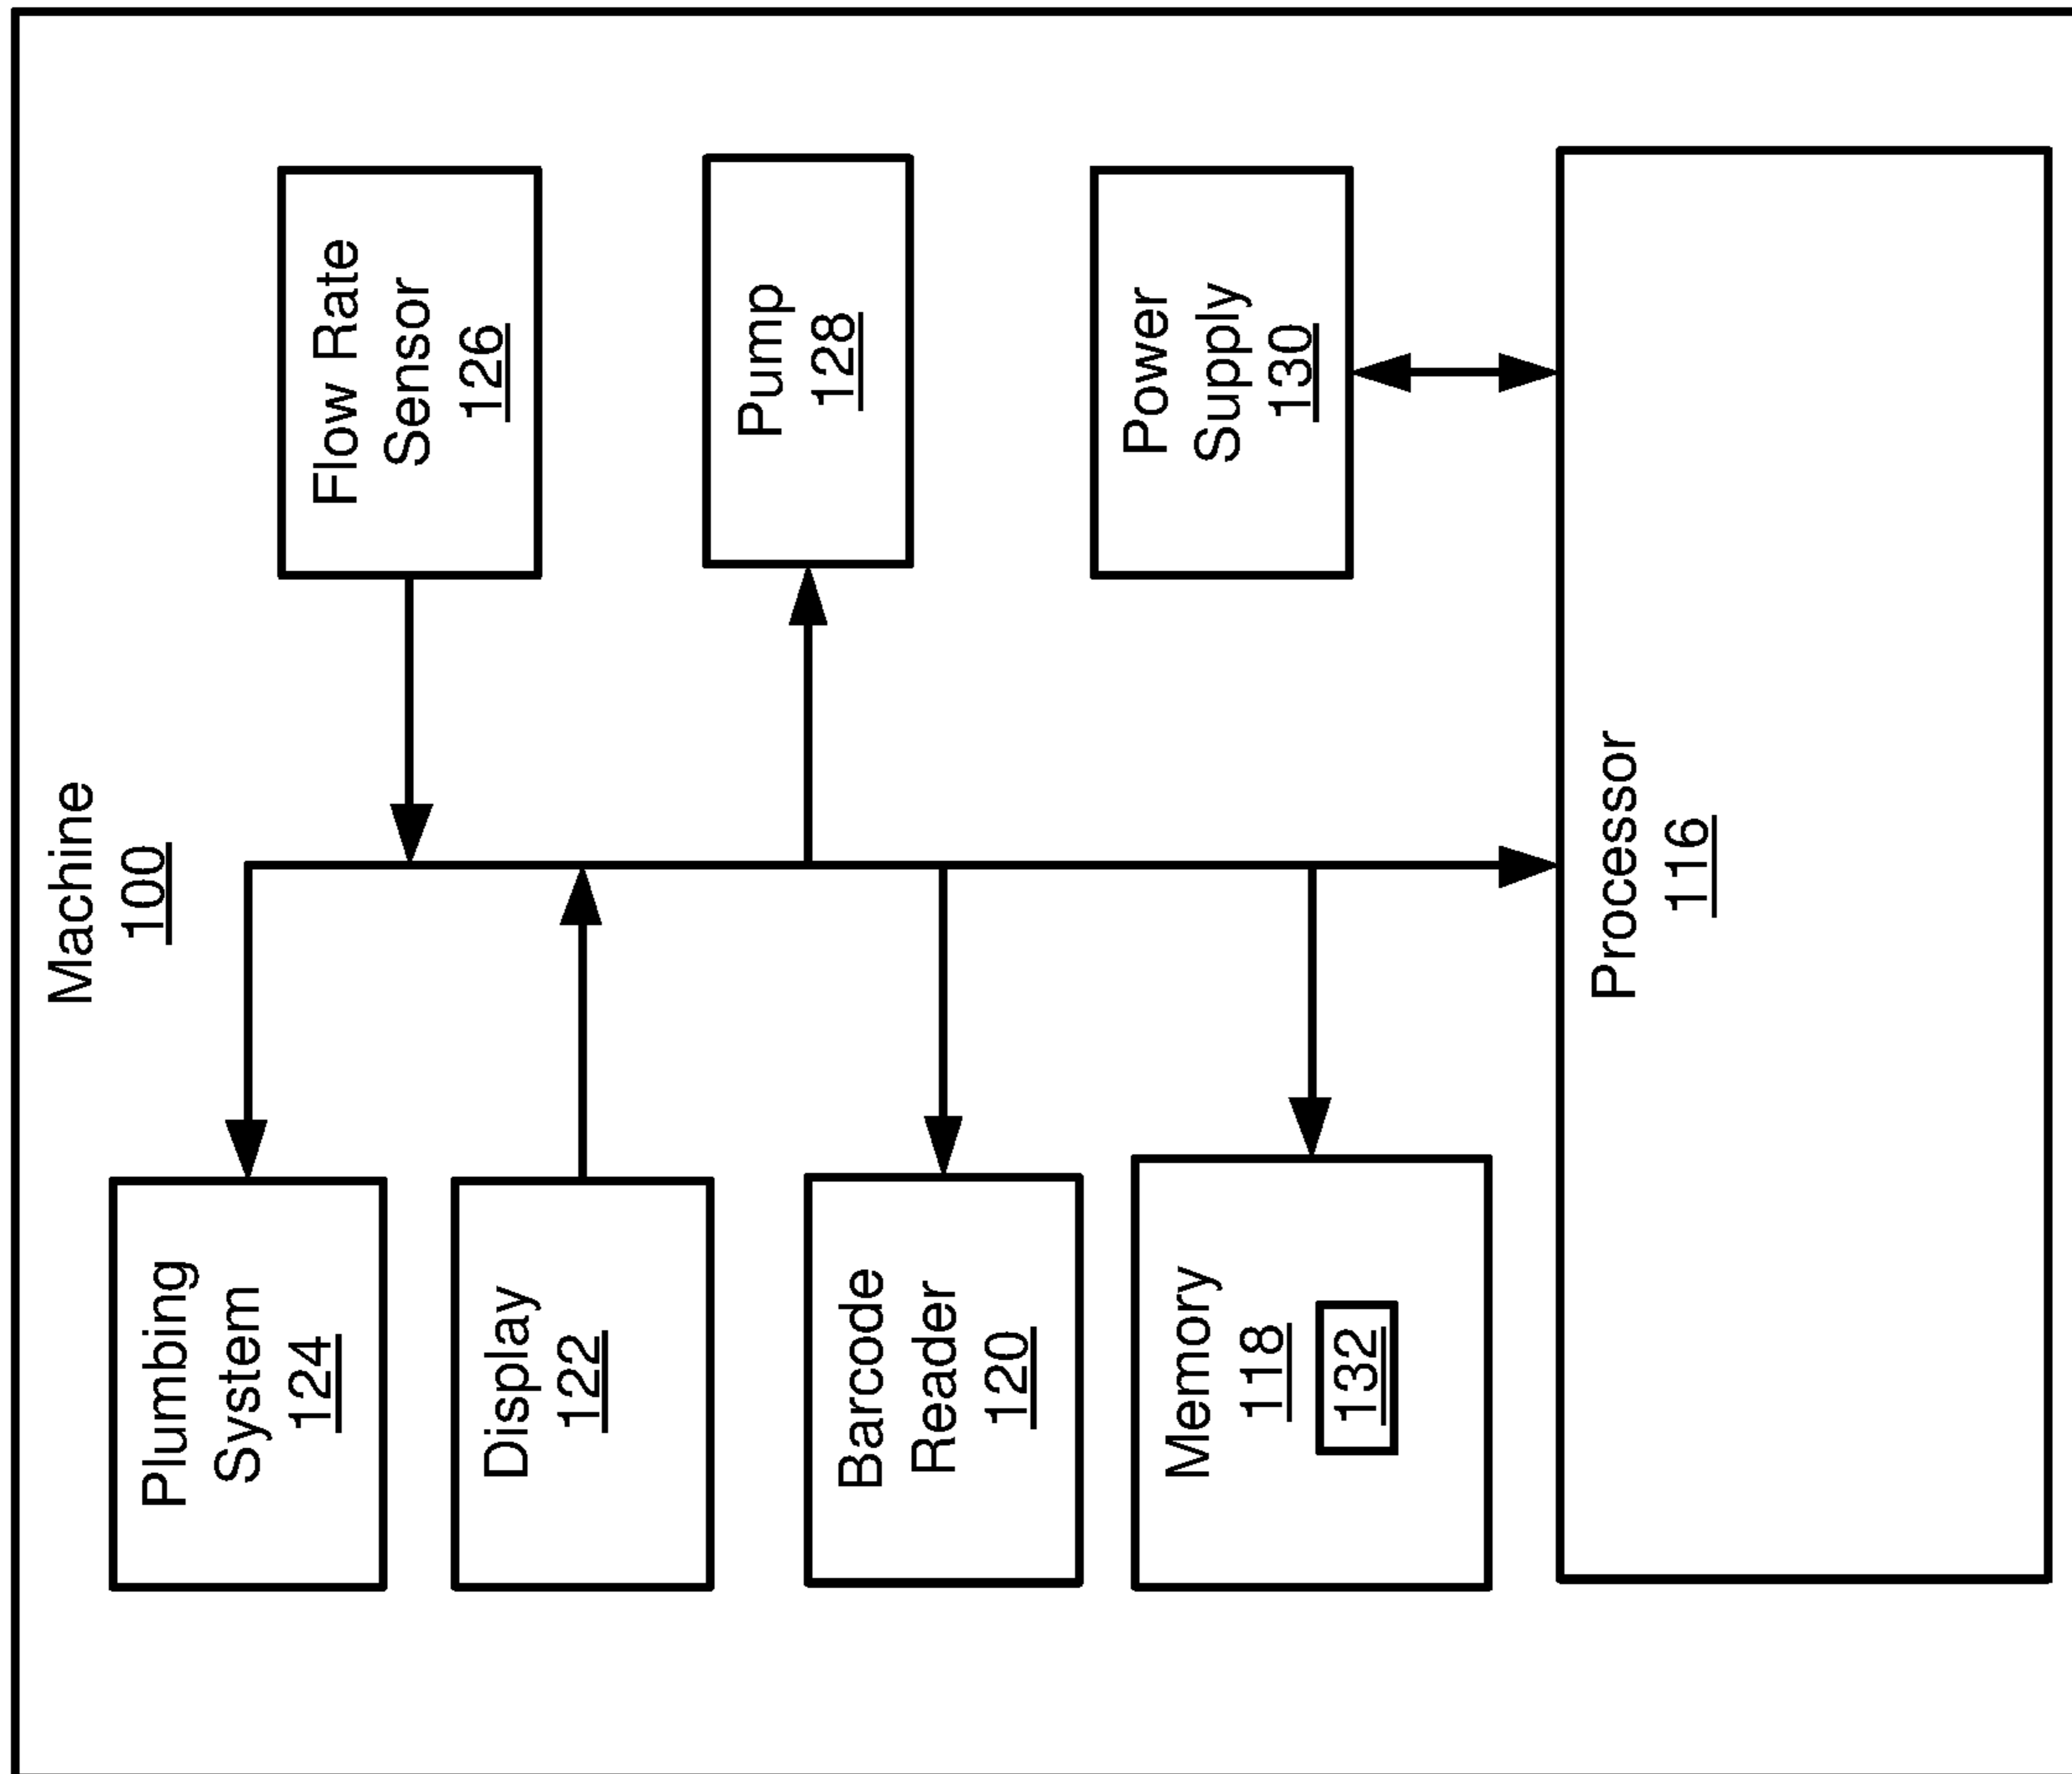 Machine
100
Plumbing
System
124
Flow Rate
Sensor
126
Display
122
Pump
128
Barcode
Reader
120
Power
Supply
130
Memory
118
132
Processor
116